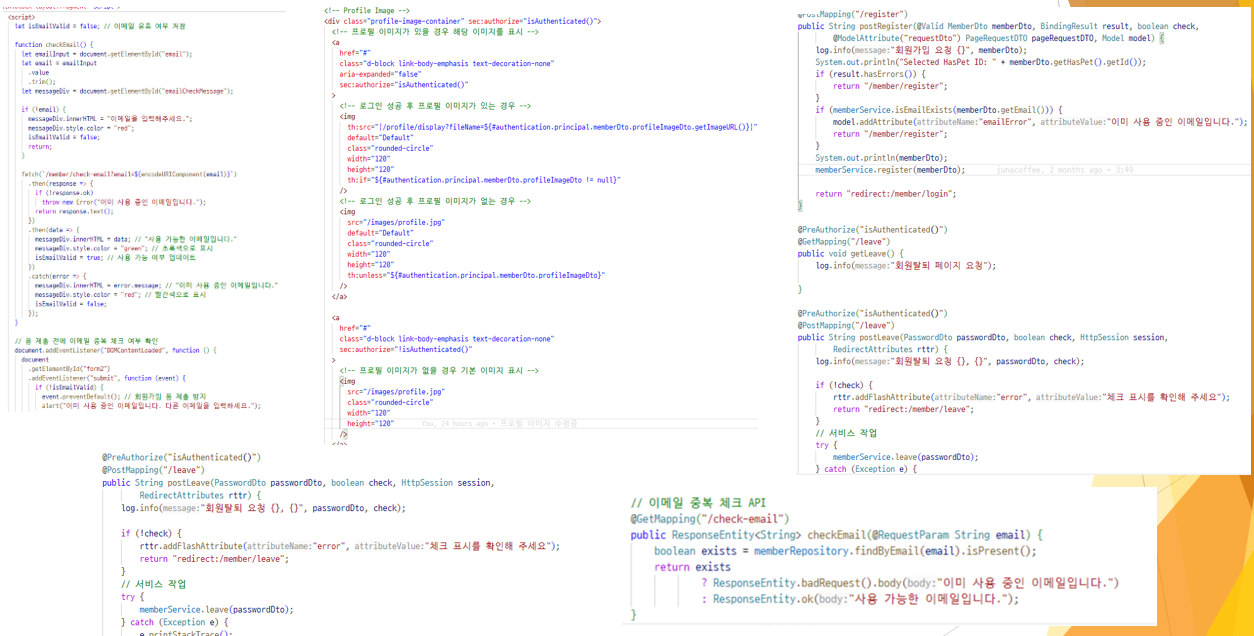 <script>
let isEmailValid = false; // 이메일 유효 여부 저장
function checkEmail() {
let emailInput = document.getElementById("email");
let email = emailInput
.value
.trim();
let messageDiv = document.getElementById("emailCheckMessage");
if (!email) {
messageDiv.innerHTML = "이메일을 입력해주세요.";
messageDiv.style.color = "red";
isEmailValid = false;
return;
}
fetch(`/member/check-email?email=${encodeURIComponent(email)}`)
.then(response => {
if (!response.ok)
throw new Error("이미 사용 중인 이메일입니다.");
return response.text();
})
.then(data => {
messageDiv.innerHTML = data; // "사용 가능한 이메일입니다."
messageDiv.style.color = "green"; // 초록색으로 표시
isEmailValid = true; // 사용 가능 여부 업데이트
})
.catch(error => {
messageDiv.innerHTML = error.message; // "이미 사용 중인 이메일입니다."
messageDiv.style.color = "red"; // 빨간색으로 표시
isEmailValid = false;
});
}
// 폼 제출 전에 이메일 중복 체크 여부 확인
document.addEventListener("DOMContentLoaded", function () {
document
.getElementById("form2")
.addEventListener("submit", function (event) {
if (!isEmailValid) {
event.preventDefault(); // 회원가입 폼 제출 방지
alert("이미 사용 중인 이메일입니다. 다른 이메일을 입력하세요.");
<!-- Profile Image -->
<div class="profile-image-container" sec:authorize="isAuthenticated()">
<!-- 프로필 이미지가 있을 경우 해당 이미지를 표시 -->
<a
href="#"
class="d-block link-body-emphasis text-decoration-none"
aria-expanded="false"
sec:authorize="isAuthenticated()"
>
<!-- 로그인 성공 후 프로필 이미지가 있는 경우 -->
<img
th:src="|/profile/display?fileName=${#authentication.principal.memberDto.profileImageDto.getImageURL()}|"
default="Default"
class="rounded-circle"
width="120"
height="120"
th:if="${#authentication.principal.memberDto.profileImageDto != null}"
/>
<!-- 로그인 성공 후 프로필 이미지가 없는 경우 -->
<img
src="/images/profile.jpg"
default="Default"
class="rounded-circle"
width="120"
height="120"
th:unless="${#authentication.principal.memberDto.profileImageDto}"
/>
</a>
<a
href="#"
class="d-block link-body-emphasis text-decoration-none"
sec:authorize="!isAuthenticated()"
>
<!-- 프로필 이미지가 없을 경우 기본 이미지 표시 -->
<img
src="/images/profile.jpg"
class="rounded-circle"
width="120"
height="120" You, 24 hours ago • 프로필 이미지 수정중
/>
</a>
@PostMapping("/register")
public String postRegister(@Valid MemberDto memberDto, BindingResult result, boolean check,
@ModelAttribute("requestDto") PageRequestDTO pageRequestDTO, Model model) {
log.info(message:"회원가입 요청 {}", memberDto);
System.out.println("Selected HasPet ID: " + memberDto.getHasPet().getId());
if (result.hasErrors()) {
return "/member/register";
}
if (memberService.isEmailExists(memberDto.getEmail())) {
model.addAttribute(attributeName:"emailError", attributeValue:"이미 사용 중인 이메일입니다.");
return "/member/register";
}
System.out.println(memberDto);
memberService.register(memberDto); junacoffee, 2 months ago • 3:49
return "redirect:/member/login";
}
@PreAuthorize("isAuthenticated()")
@GetMapping("/leave")
public void getLeave() {
log.info(message:"회원탈퇴 페이지 요청");
}
@PreAuthorize("isAuthenticated()")
@PostMapping("/leave")
public String postLeave(PasswordDto passwordDto, boolean check, HttpSession session,
RedirectAttributes rttr) {
log.info(message:"회원탈퇴 요청 {}, {}", passwordDto, check);
if (!check) {
rttr.addFlashAttribute(attributeName:"error", attributeValue:"체크 표시를 확인해 주세요");
return "redirect:/member/leave";
}
// 서비스 작업
try {
memberService.leave(passwordDto);
} catch (Exception e) {
@PreAuthorize("isAuthenticated()")
@PostMapping("/leave")
public String postLeave(PasswordDto passwordDto, boolean check, HttpSession session,
RedirectAttributes rttr) {
log.info(message:"회원탈퇴 요청 {}, {}", passwordDto, check);
if (!check) {
rttr.addFlashAttribute(attributeName:"error", attributeValue:"체크 표시를 확인해 주세요");
return "redirect:/member/leave";
}
// 서비스 작업
try {
memberService.leave(passwordDto);
} catch (Exception e) {
e.printStackTrace();
// 이메일 중복 체크 API
@GetMapping("/check-email")
public ResponseEntity<String> checkEmail(@RequestParam String email) {
boolean exists = memberRepository.findByEmail(email).isPresent();
return exists
? ResponseEntity.badRequest().body(body:"이미 사용 중인 이메일입니다.")
: ResponseEntity.ok(body:"사용 가능한 이메일입니다.");
}